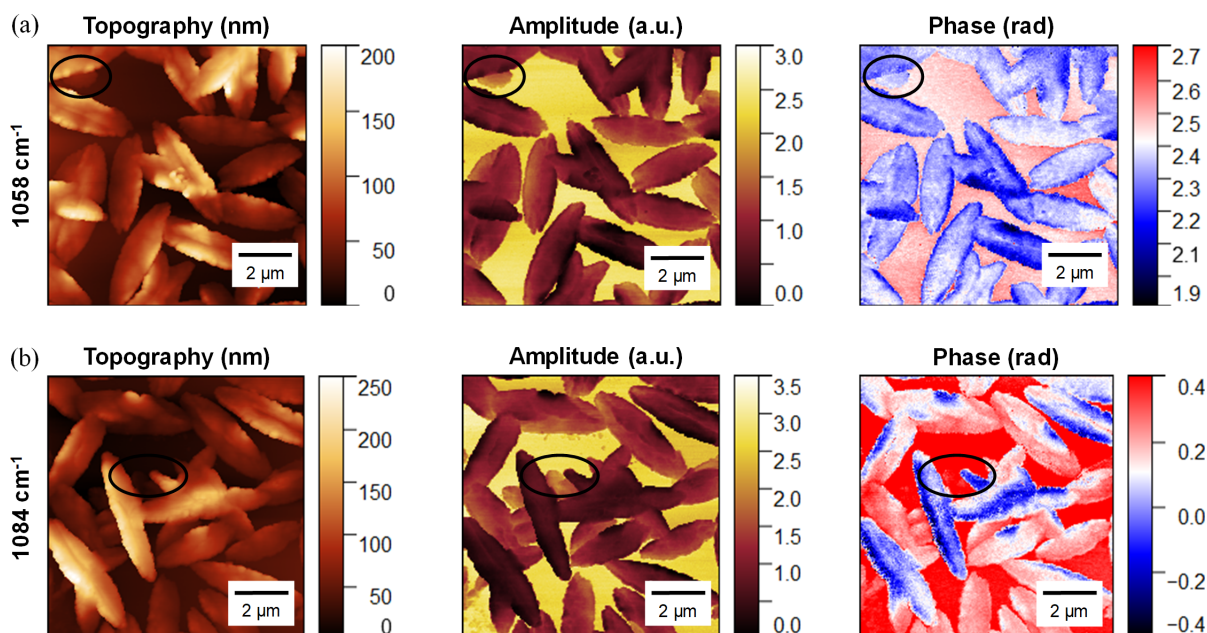 (a)
Topography (nm)
Amplitude (a.u.)
Phase (rad)
1058 cm⁻¹
200
150
100
50
0
2 µm
3.0
2.5
2.0
1.5
1.0
0.0
2 µm
2.7
2.6
2.5
2.4
2.3
2.2
2.1
1.9
2 µm
(b)
Topography (nm)
Amplitude (a.u.)
Phase (rad)
1084 cm⁻¹
250
200
150
100
50
0
2 µm
3.5
3.0
2.5
2.0
1.5
1.0
0.0
2 µm
0.4
0.2
0.0
−0.2
−0.4
2 µm